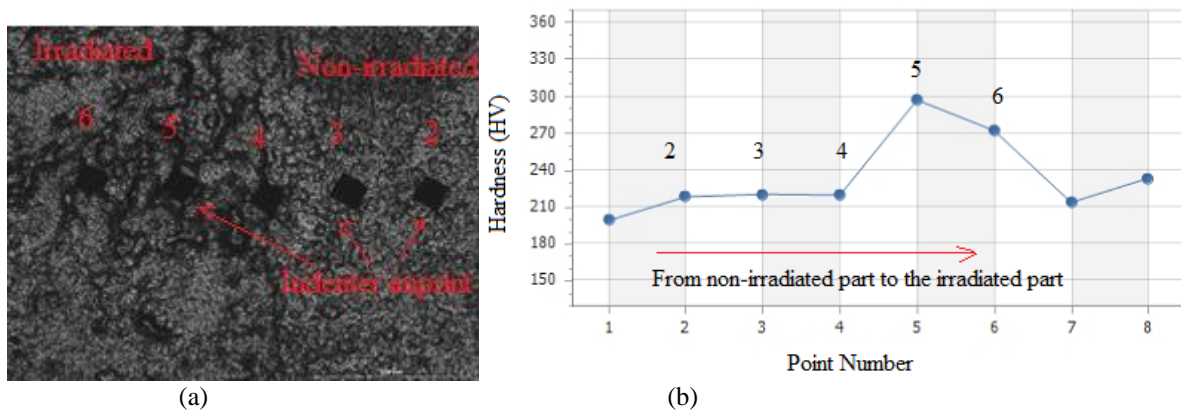 Irradiated
Non-irradiated
6 5 4 3 2
Indenter impoint
(a)
Hardness (HV)
360
330
300
270
240
210
180
150
2 3 4 5 6
From non-irradiated part to the irradiated part
1 2 3 4 5 6 7 8
Point Number
(b)